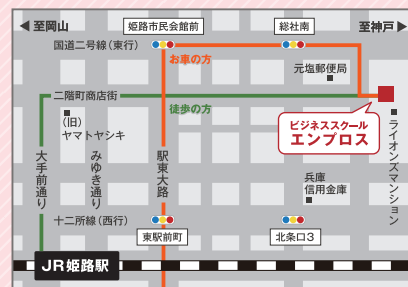 至岡山
姫路市民会館前
総社南
至神戸
国道二号線(東行)
お車の方
元塩郵便局
二階町商店街
徒歩の方
(旧)
ヤマトヤシキ
ビジネススクール
エンプロス
大手前通り
みゆき通り
駅東大路
ライオンズマンション
兵庫
信用金庫
十二所線(西行)
東駅前町
北条口3
JR姫路駅